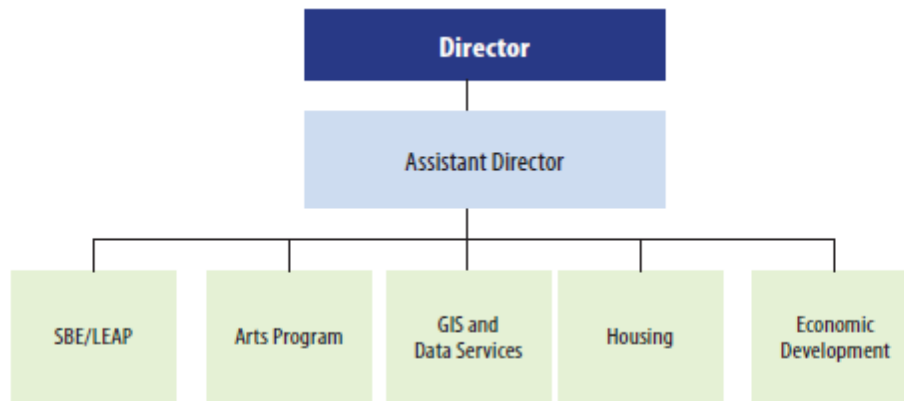 Director
Assistant Director
SBE/LEAP
Arts Program
GIS and
Data Services
Housing
Economic
Development